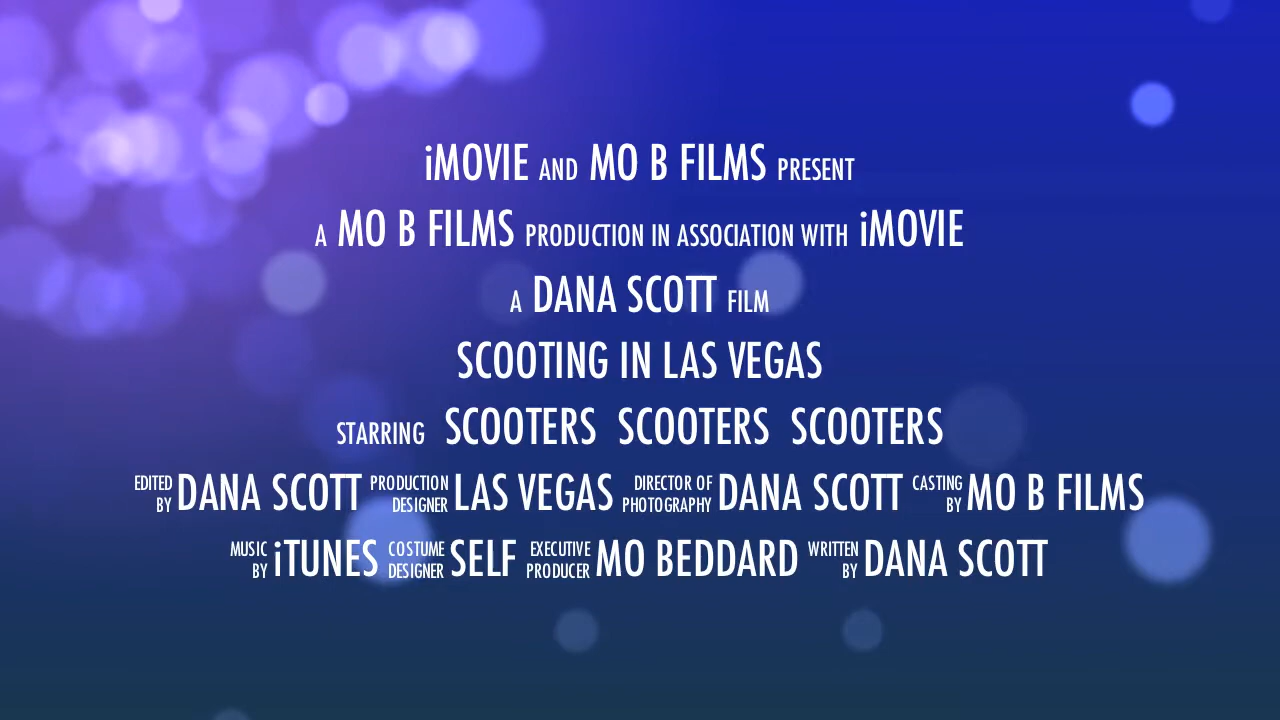 iMOVIE AND MO B FILMS PRESENT
A MO B FILMS PRODUCTION IN ASSOCIATION WITH iMOVIE
A DANA SCOTT FILM
SCOOTING IN LAS VEGAS
STARRING SCOOTERS SCOOTERS SCOOTERS
EDITED BY DANA SCOTT PRODUCTION DESIGNER LAS VEGAS DIRECTOR OF PHOTOGRAPHY DANA SCOTT CASTING BY MO B FILMS
MUSIC BY iTUNES COSTUME DESIGNER SELF EXECUTIVE PRODUCER MO BEDDARD WRITTEN BY DANA SCOTT